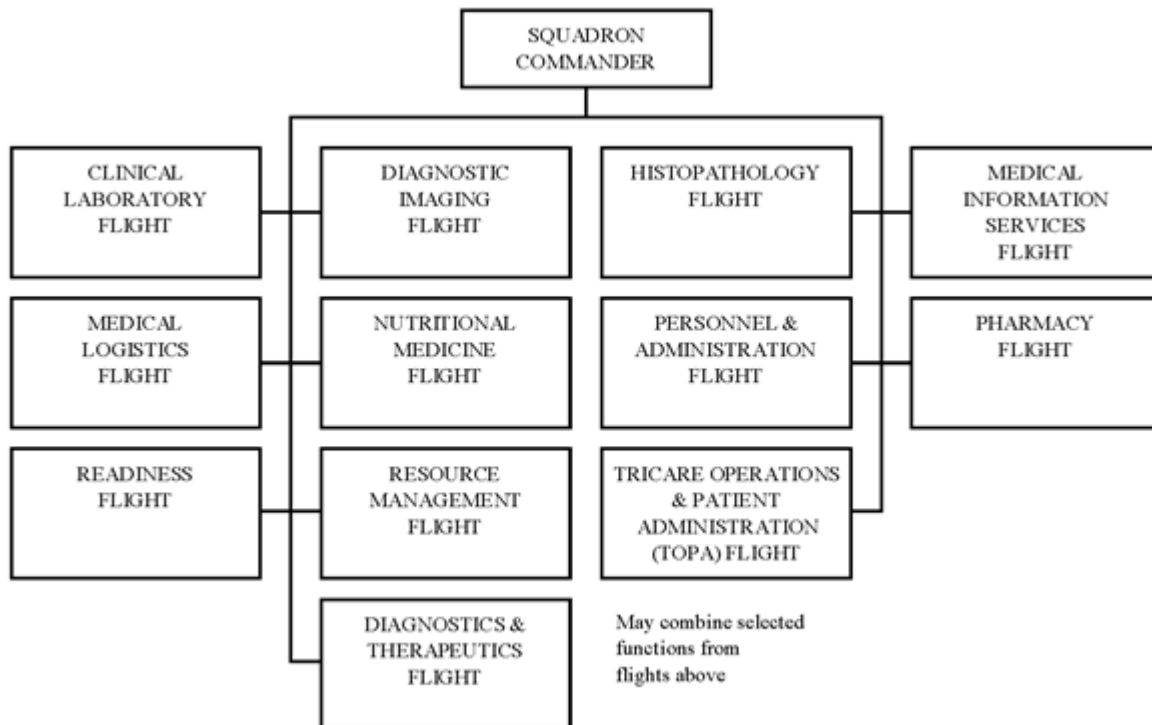 SQUADRON
COMMANDER
CLINICAL
LABORATORY
FLIGHT
DIAGNOSTIC
IMAGING
FLIGHT
HISTOPATHOLOGY
FLIGHT
MEDICAL
INFORMATION
SERVICES
FLIGHT
MEDICAL
LOGISTICS
FLIGHT
NUTRITIONAL
MEDICINE
FLIGHT
PERSONNEL &
ADMINISTRATION
FLIGHT
PHARMACY
FLIGHT
READINESS
FLIGHT
RESOURCE
MANAGEMENT
FLIGHT
TRICARE OPERATIONS
& PATIENT
ADMINISTRATION
(TOPA) FLIGHT
DIAGNOSTICS &
THERAPEUTICS
FLIGHT
May combine selected
functions from
flights above